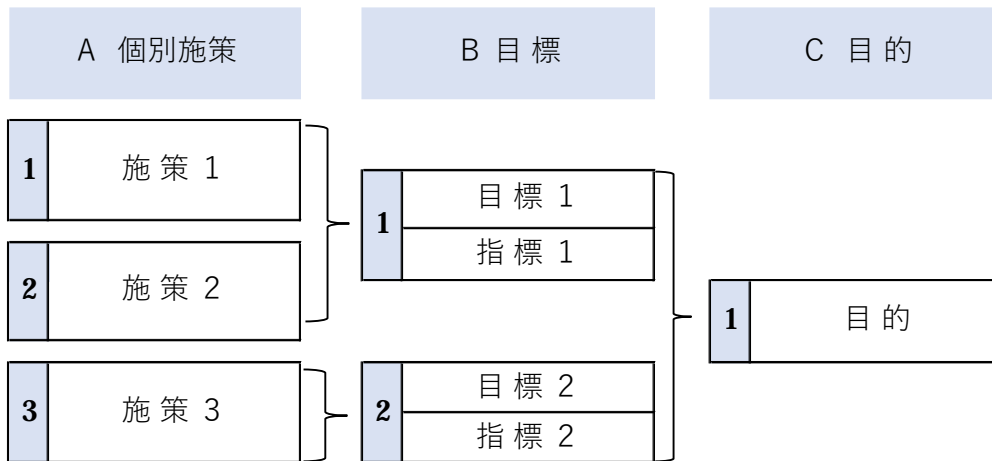 A 個別施策
B 目標
C 目的
1 施策 1
2 施策 2
3 施策 3
1 目標 1
指標 1
2 目標 2
指標 2
1 目的